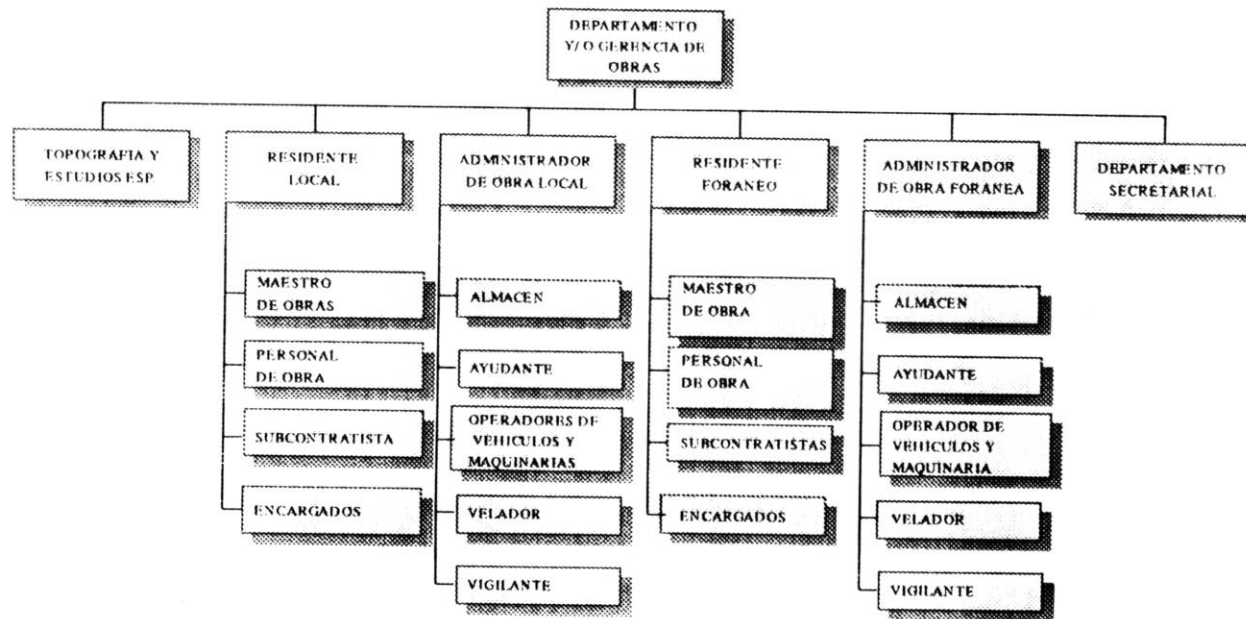 DEPARTAMENTO
Y/O GERENCIA DE
OBRAS
TOPOGRAFIA Y
ESTUDIOS ESP.
RESIDENTE
LOCAL
ADMINISTRADOR
DE OBRA LOCAL
RESIDENTE
FORANEO
ADMINISTRADOR
DE OBRA FORANEA
DEPARTAMENTO
SECRETARIAL
MAESTRO
DE OBRAS
PERSONAL
DE OBRA
SUBCONTRATISTA
ENCARGADOS
ALMACEN
AYUDANTE
OPERADORES DE
VEHICULOS Y
MAQUINARIAS
VELADOR
VIGILANTE
MAESTRO
DE OBRA
PERSONAL
DE OBRA
SUBCONTRATISTAS
ENCARGADOS
ALMACEN
AYUDANTE
OPERADOR DE
VEHICULOS Y
MAQUINARIA
VELADOR
VIGILANTE